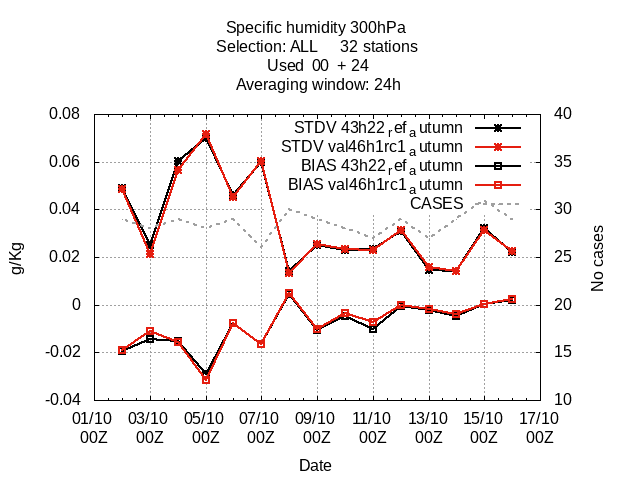 Specific humidity 300hPa
Selection: ALL 32 stations
Used 00 + 24
Averaging window: 24h
0.08 40
STDV 43h22_ref_autumn
STDV val46h1rc1_autumn
0.06 BIAS 43h22_ref_autumn 35
BIAS val46h1rc1_autumn
CASES
0.04 30
g/Kg
0.02 25
No cases
0 20
-0.02 15
-0.04 10
01/10 03/10 05/10 07/10 09/10 11/10 13/10 15/10 17/10
00Z 00Z 00Z 00Z 00Z 00Z 00Z 00Z 00Z
Date